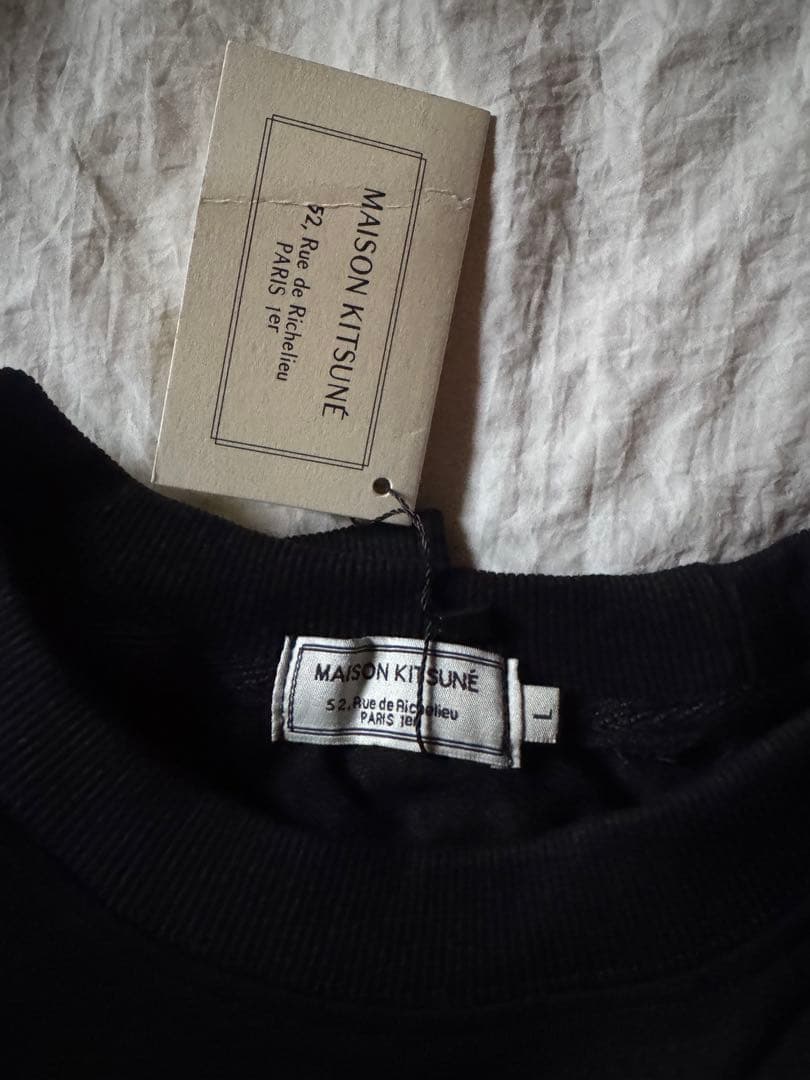 MAISON KITSUNÉ
52, Rue de Richelieu
PARIS 1er
MAISON KITSUNÉ
52, Rue de Richelieu
PARIS 1er
L